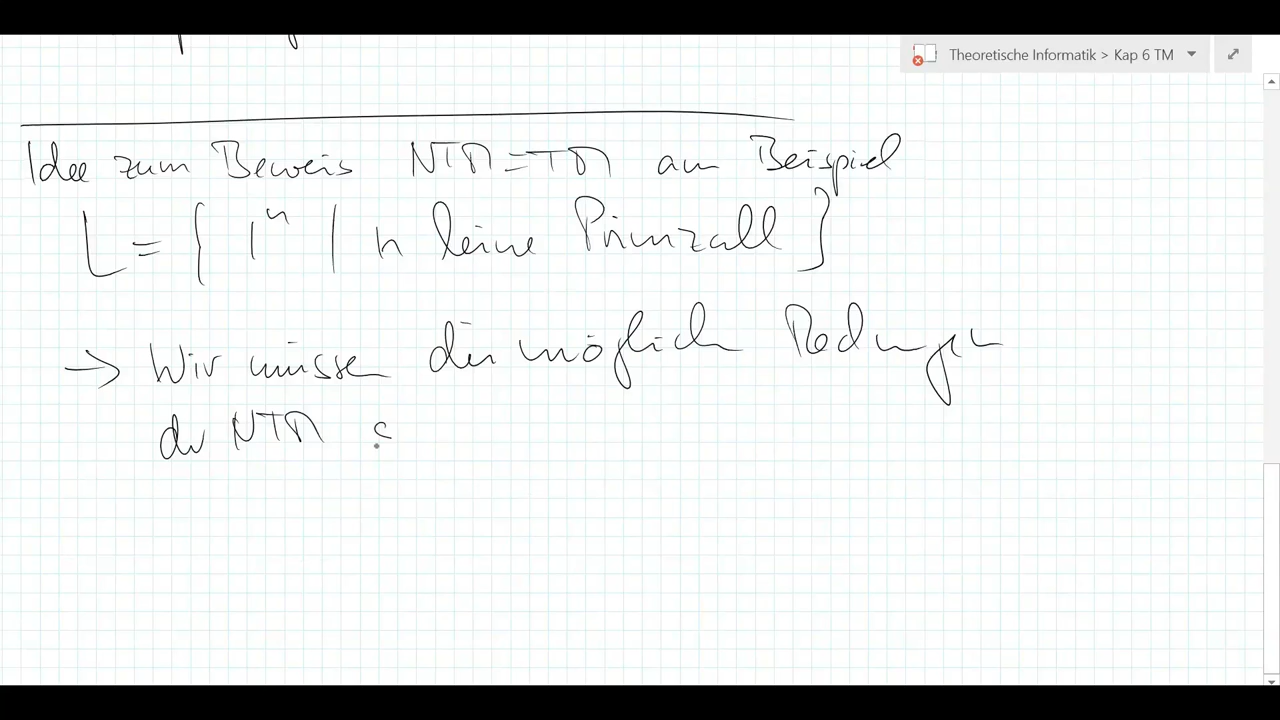 Theoretische Informatik > Kap 6 TM
Idee zum Beweis NTM=TM am Beispiel
L = { 1ⁿ | n keine Primzahl }
→ Wir müssen die möglichen Rechnungen
der NTM s